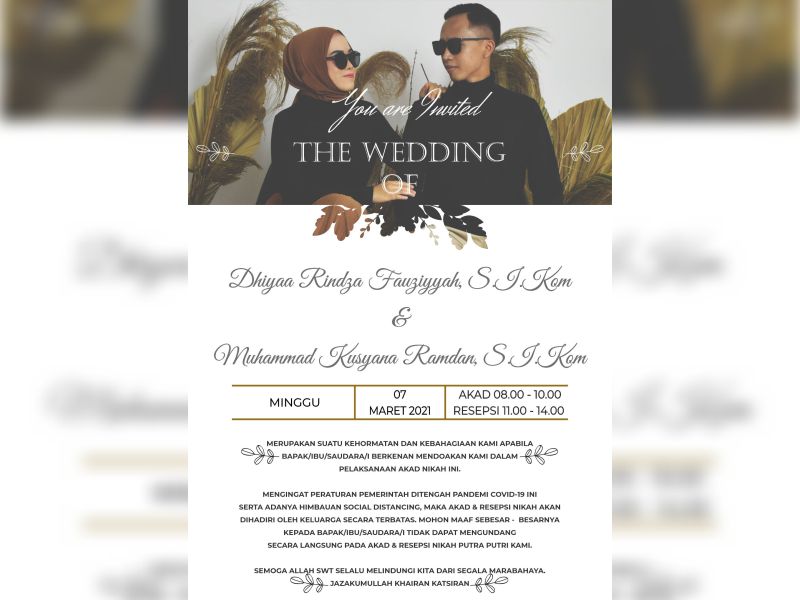 You are Invited
THE WEDDING
OF
Dhiyaa Rindza Fauziyyah, S.I.Kom
&
Muhammad Kusyana Ramdan, S.I.Kom
MINGGU
07
MARET 2021
AKAD 08.00 - 10.00
RESEPSI 11.00 - 14.00
MERUPAKAN SUATU KEHORMATAN DAN KEBAHAGIAAN KAMI APABILA
BAPAK/IBU/SAUDARA/I BERKENAN MENDOAKAN KAMI DALAM
PELAKSANAAN AKAD NIKAH INI.
MENGINGAT PERATURAN PEMERINTAH DITENGAH PANDEMI COVID-19 INI
SERTA ADANYA HIMBAUAN SOCIAL DISTANCING, MAKA AKAD & RESEPSI NIKAH AKAN
DIHADIRI OLEH KELUARGA SECARA TERBATAS. MOHON MAAF SEBESAR - BESARNYA
KEPADA BAPAK/IBU/SAUDARA/I TIDAK DAPAT MENGUNDANG
SECARA LANGSUNG PADA AKAD & RESEPSI NIKAH PUTRA PUTRI KAMI.
SEMOGA ALLAH SWT SELALU MELINDUNGI KITA DARI SEGALA MARABAHAYA.
JAZAKUMULLAH KHAIRAN KATSIRAN